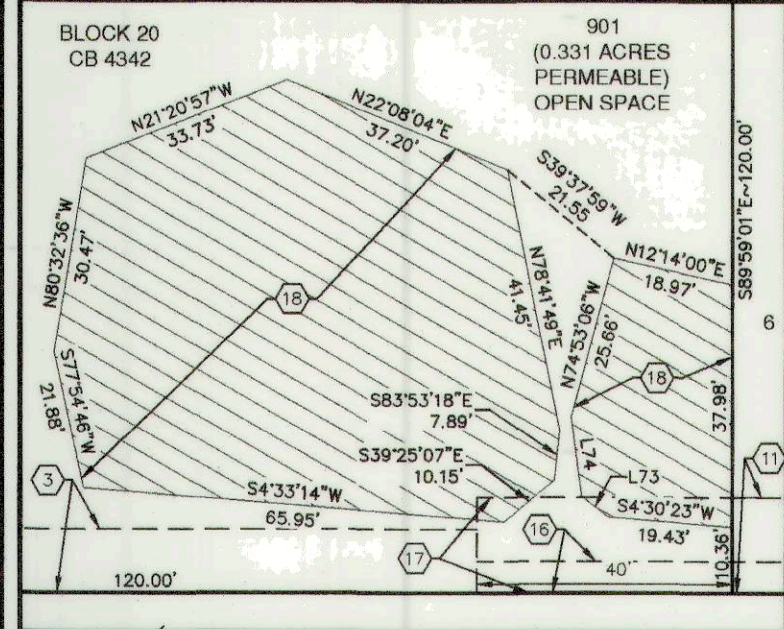 BLOCK 20
CB 4342
901
(0.331 ACRES
PERMEABLE)
OPEN SPACE
N21°20'57"W
33.73'
N22°08'04"E
37.20'
S39°37'59"W
21.55
N12°14'00"E
18.97'
S89°59'01"E~120.00'
N80°32'36"W
30.47'
N78°41'49"E
41.45'
N74°53'06"W
25.66'
6
18
18
S77°54'46"W
21.88'
S83°53'18"E
7.89'
37.98'
S39°25'07"E
10.15'
L74
L73
11
3
S4°33'14"W
65.95'
S4°30'23"W
19.43'
16
17
10.36'
120.00'
40'